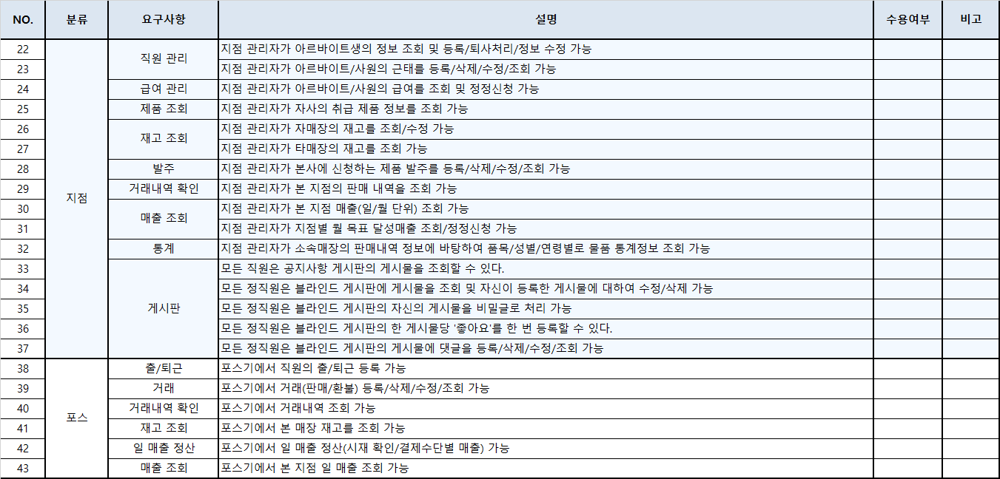 NO. 분류 요구사항 설명 수용여부 비고
22 지점 직원 관리 지점 관리자가 아르바이트생의 정보 조회 및 등록/퇴사처리/정보 수정 가능
23 지점 관리자가 아르바이트/사원의 근태를 등록/삭제/수정/조회 가능
24 급여 관리 지점 관리자가 아르바이트/사원의 급여를 조회 및 정정신청 가능
25 제품 조회 지점 관리자가 자사의 취급 제품 정보를 조회 가능
26 재고 조회 지점 관리자가 자매장의 재고를 조회/수정 가능
27 지점 관리자가 타매장의 재고를 조회 가능
28 발주 지점 관리자가 본사에 신청하는 제품 발주를 등록/삭제/수정/조회 가능
29 거래내역 확인 지점 관리자가 본 지점의 판매 내역을 조회 가능
30 매출 조회 지점 관리자가 본 지점 매출(일/월 단위) 조회 가능
31 지점 관리자가 지점별 월 목표 달성매출 조회/정정신청 가능
32 통계 지점 관리자가 소속매장의 판매내역 정보에 바탕하여 품목/성별/연령별로 물품 통계정보 조회 가능
33 게시판 모든 직원은 공지사항 게시판의 게시물을 조회할 수 있다.
34 모든 정직원은 블라인드 게시판에 게시물을 조회 및 자신이 등록한 게시물에 대하여 수정/삭제 가능
35 모든 정직원은 블라인드 게시판의 자신의 게시물을 비밀글로 처리 가능
36 모든 정직원은 블라인드 게시판의 한 게시물당 '좋아요'를 한 번 등록할 수 있다.
37 모든 정직원은 블라인드 게시판의 게시물에 댓글을 등록/삭제/수정/조회 가능
38 포스 출/퇴근 포스기에서 직원의 출/퇴근 등록 가능
39 거래 포스기에서 거래(판매/환불) 등록/삭제/수정/조회 가능
40 거래내역 확인 포스기에서 거래내역 조회 가능
41 재고 조회 포스기에서 본 매장 재고를 조회 가능
42 일 매출 정산 포스기에서 일 매출 정산(시재 확인/결제수단별 매출) 가능
43 매출 조회 포스기에서 본 지점 일 매출 조회 가능